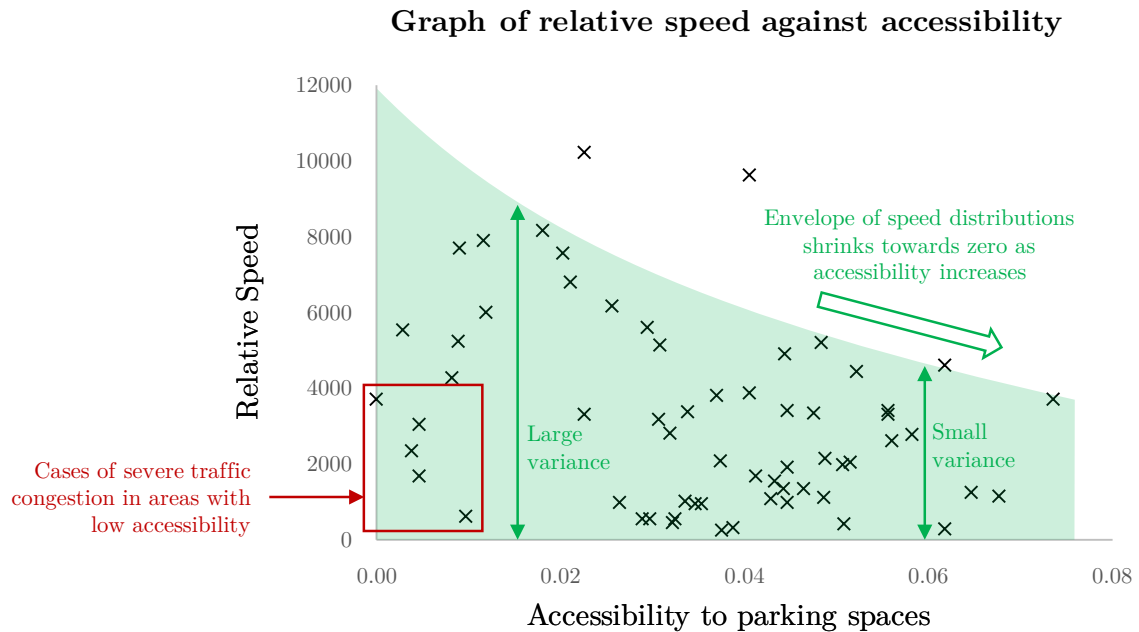 Graph of relative speed against accessibility
12000
10000
8000
6000
4000
2000
0
Relative Speed
Envelope of speed distributions
shrinks towards zero as
accessibility increases
Large
variance
Small
variance
Cases of severe traffic
congestion in areas with
low accessibility
0.00
0.02
0.04
0.06
0.08
Accessibility to parking spaces